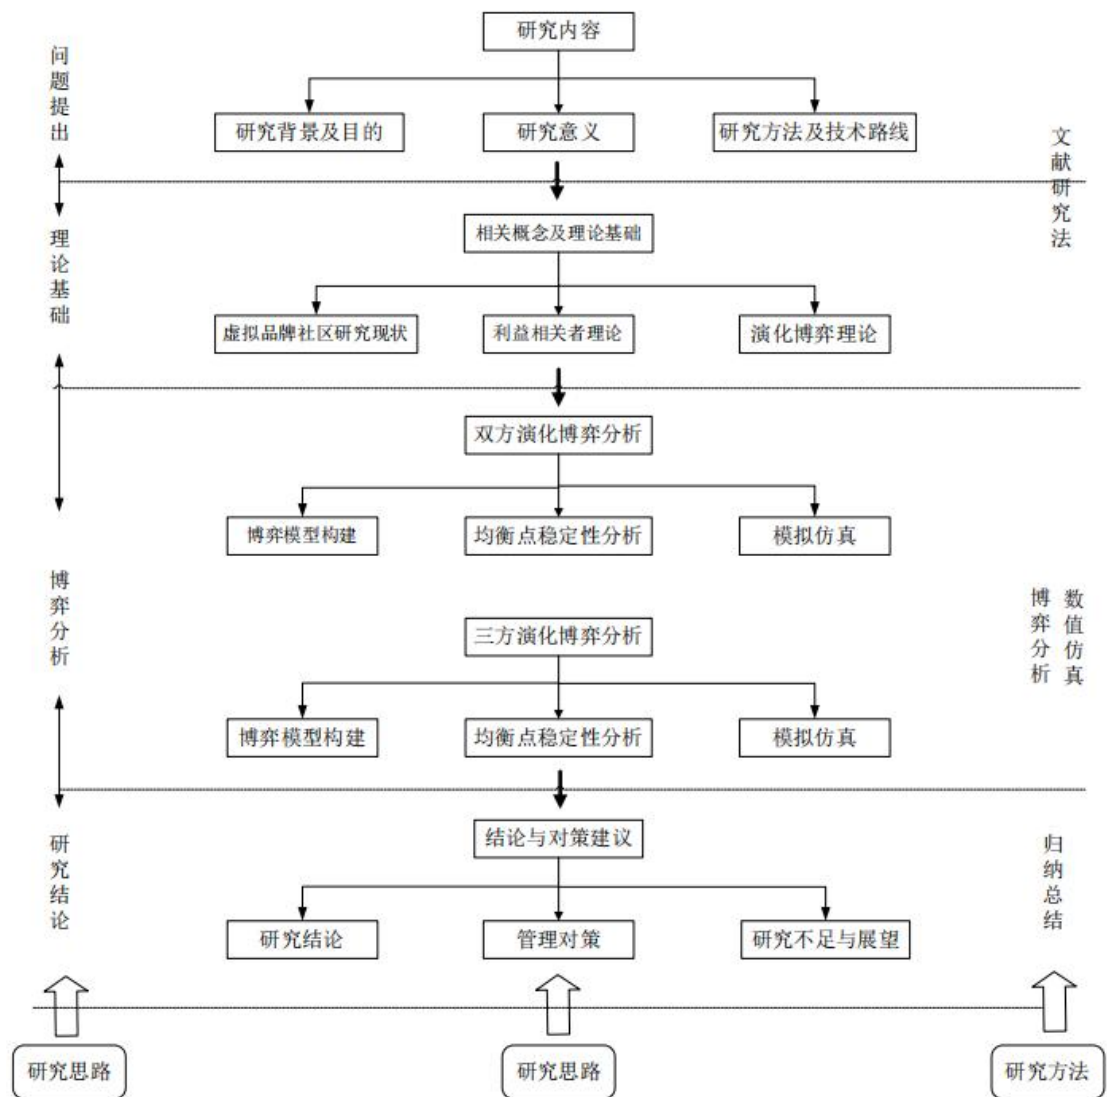 研究内容
问题提出
研究背景及目的
研究意义
研究方法及技术路线
文献研究法
相关概念及理论基础
理论基础
虚拟品牌社区研究现状
利益相关者理论
演化博弈理论
双方演化博弈分析
博弈模型构建
均衡点稳定性分析
模拟仿真
博弈分析
博弈分析
数值仿真
三方演化博弈分析
博弈模型构建
均衡点稳定性分析
模拟仿真
结论与对策建议
研究结论
归纳总结
研究结论
管理对策
研究不足与展望
研究思路
研究思路
研究方法